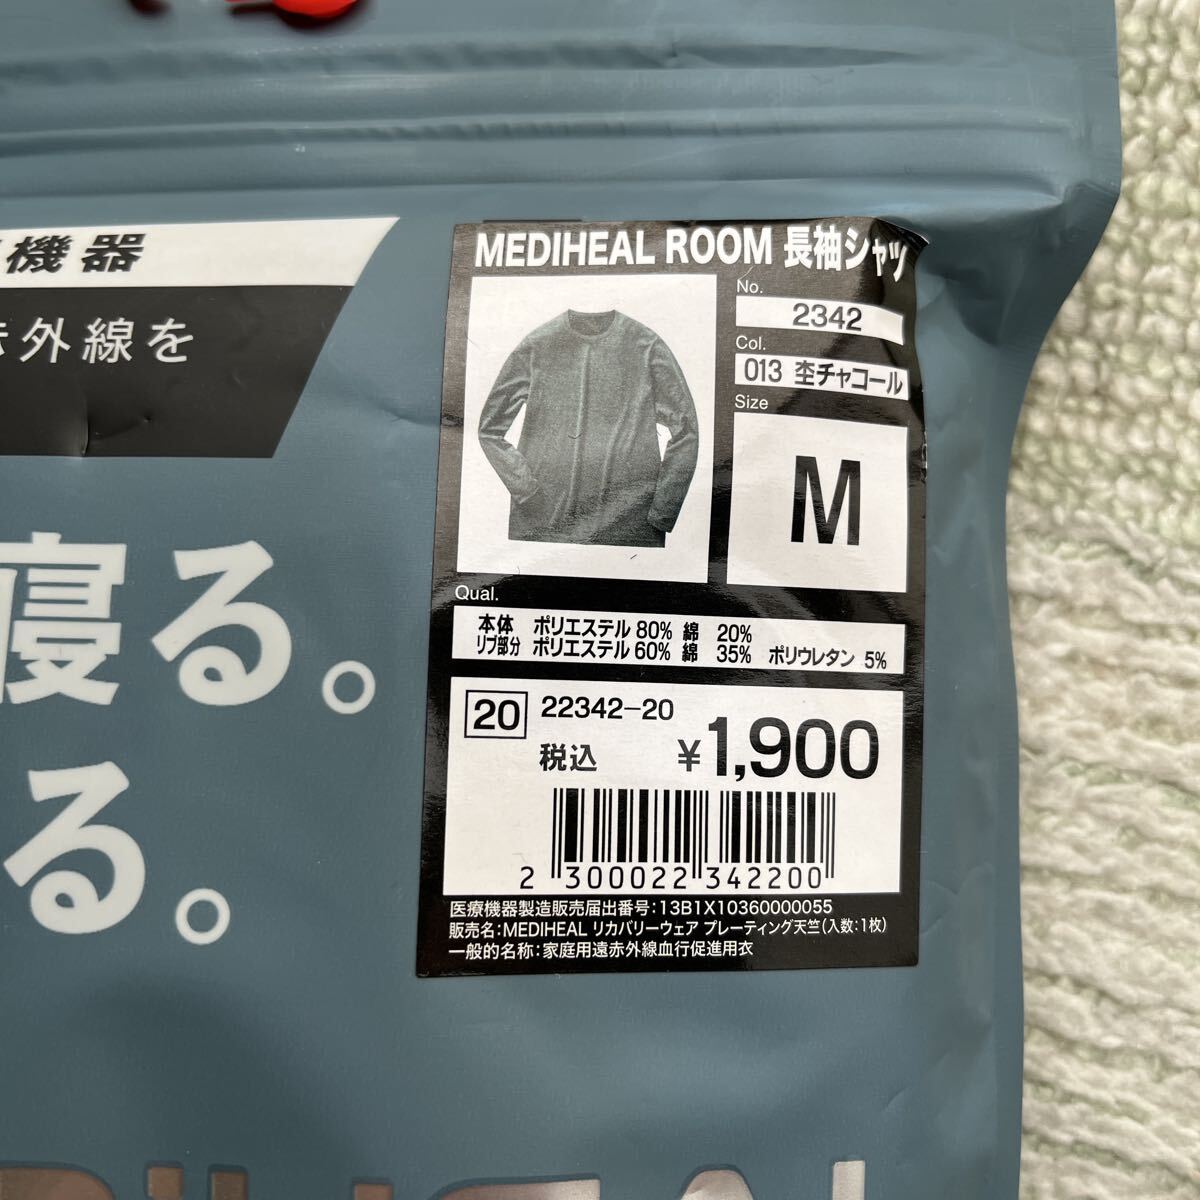 機器
外線を
寝る。
る。
MEDIHEAL ROOM 長袖シャツ
No.
2342
Col.
013 杢チャコール
Size
M
Qual.
本体 ポリエステル 80% 綿 20%
リブ部分 ポリエステル 60% 綿 35% ポリウレタン 5%
20 22342-20
税込 ¥1,900
2 300022 342200
医療機器製造販売届出番号:13B1X10360000055
販売名:MEDIHEAL リカバリーウェア プレーティング天竺(入数:1枚)
一般的名称:家庭用遠赤外線血行促進用衣